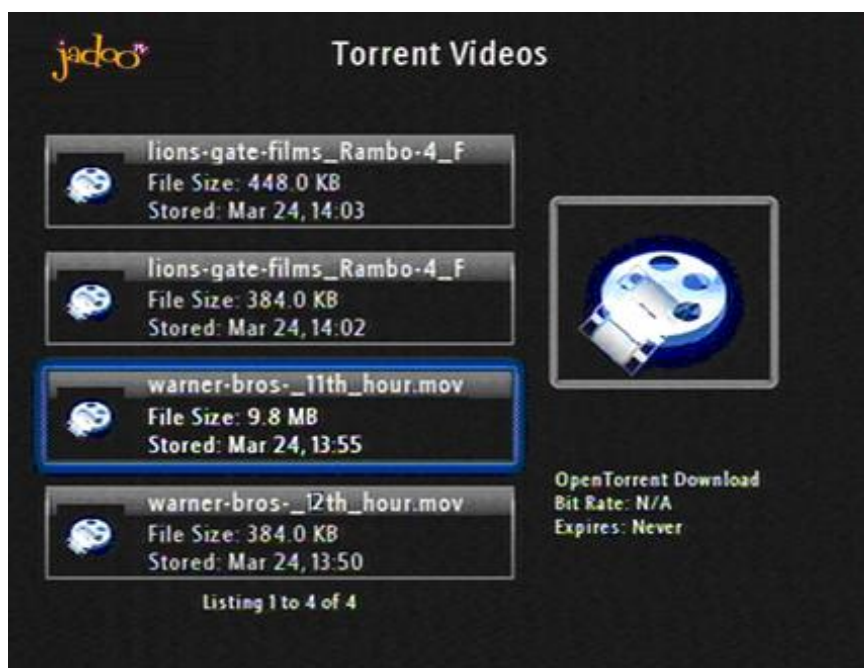 jadoo
Torrent Videos
lions-gate-films_Rambo-4_F
File Size: 448.0 KB
Stored: Mar 24, 14:03
lions-gate-films_Rambo-4_F
File Size: 384.0 KB
Stored: Mar 24, 14:02
warner-bros-_11th_hour.mov
File Size: 9.8 MB
Stored: Mar 24, 13:55
warner-bros-_12th_hour.mov
File Size: 384.0 KB
Stored: Mar 24, 13:50
Listing 1 to 4 of 4
OpenTorrent Download
Bit Rate: N/A
Expires: Never